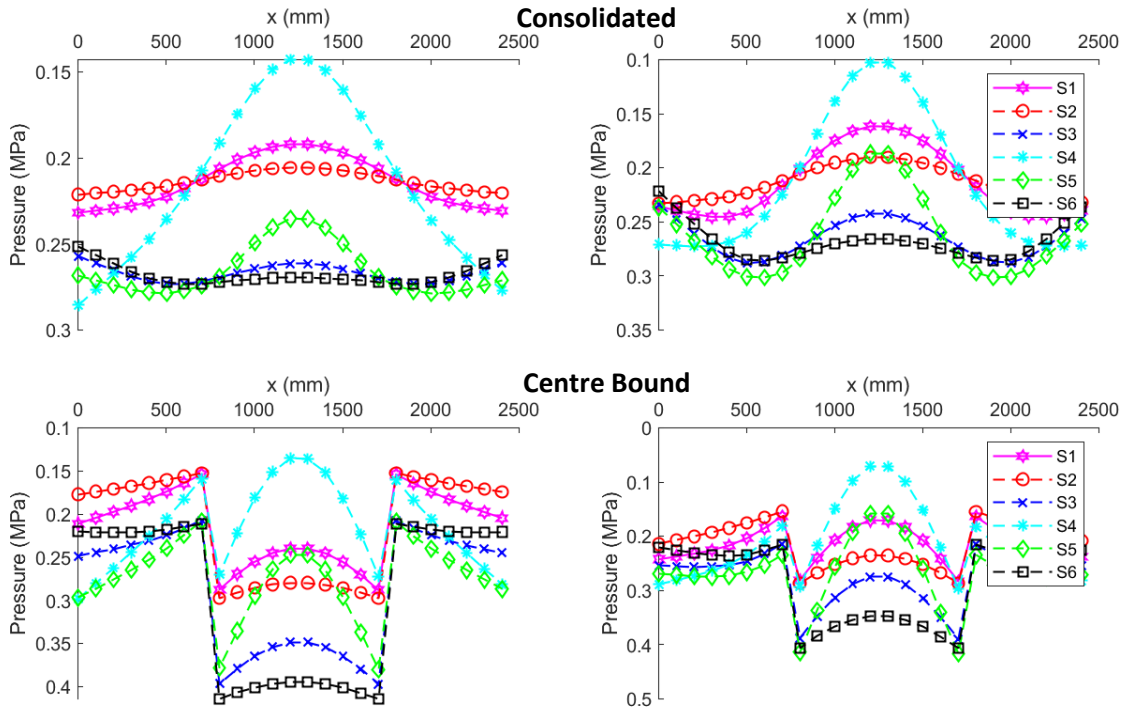 Consolidated
x (mm)
0 500 1000 1500 2000 2500
Pressure (MPa)
0.15
0.2
0.25
0.3
x (mm)
0 500 1000 1500 2000 2500
Pressure (MPa)
0.1
0.15
0.2
0.25
0.3
0.35
S1
S2
S3
S4
S5
S6
Centre Bound
x (mm)
0 500 1000 1500 2000 2500
Pressure (MPa)
0.1
0.15
0.2
0.25
0.3
0.35
0.4
x (mm)
0 500 1000 1500 2000 2500
Pressure (MPa)
0
0.1
0.2
0.3
0.4
0.5
S1
S2
S3
S4
S5
S6